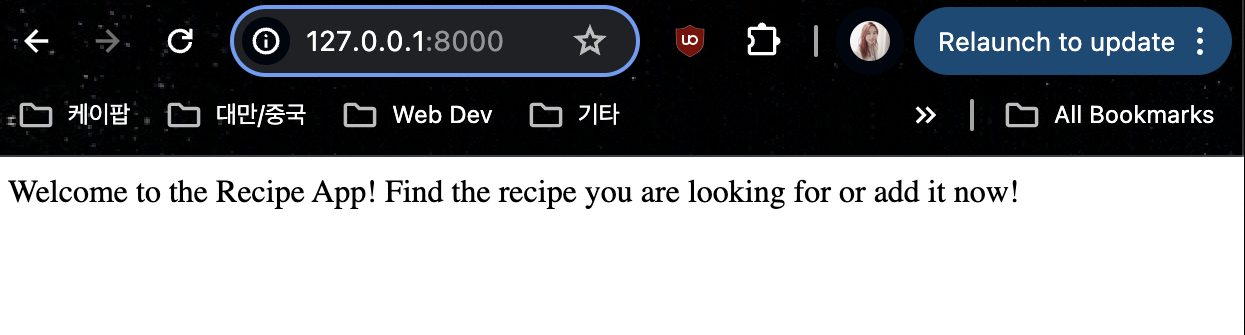 127.0.0.1:8000 uo Relaunch to update
케이팝 대만/중국 Web Dev 기타 All Bookmarks
Welcome to the Recipe App! Find the recipe you are looking for or add it now!